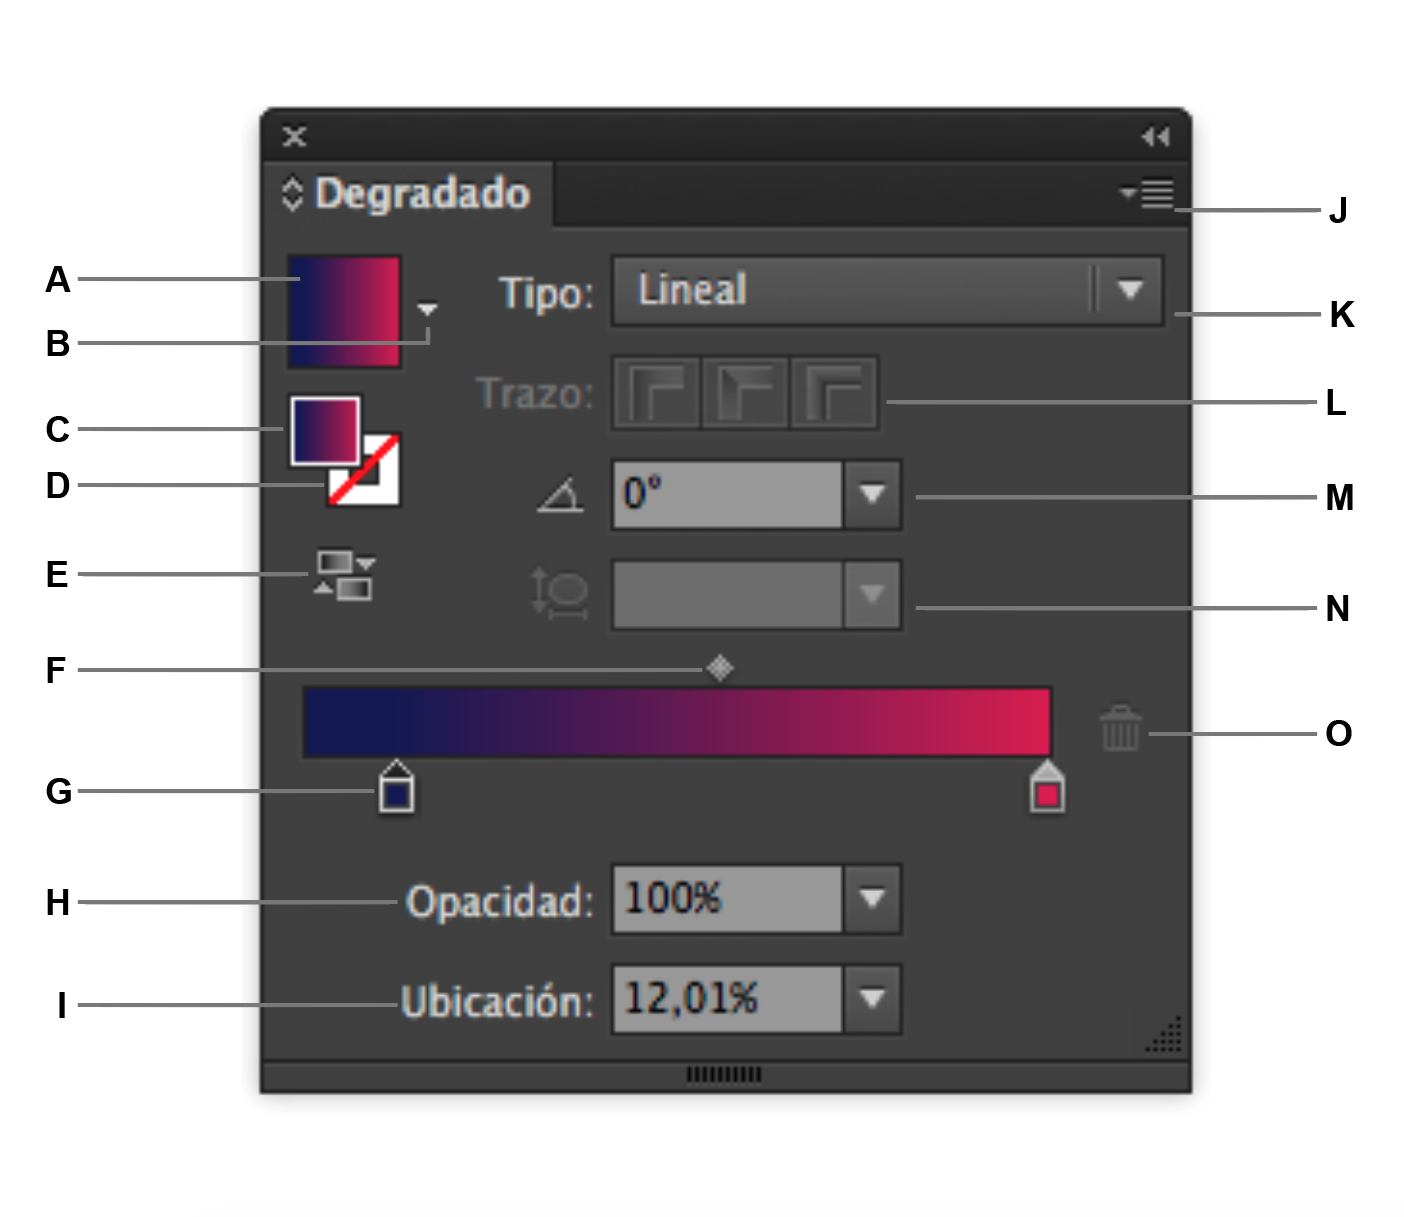 Degradado
J
A
Tipo: Lineal
K
B
Trazo:
L
C
D
0°
M
E
N
F
O
G
H
Opacidad: 100%
I
Ubicación: 12,01%